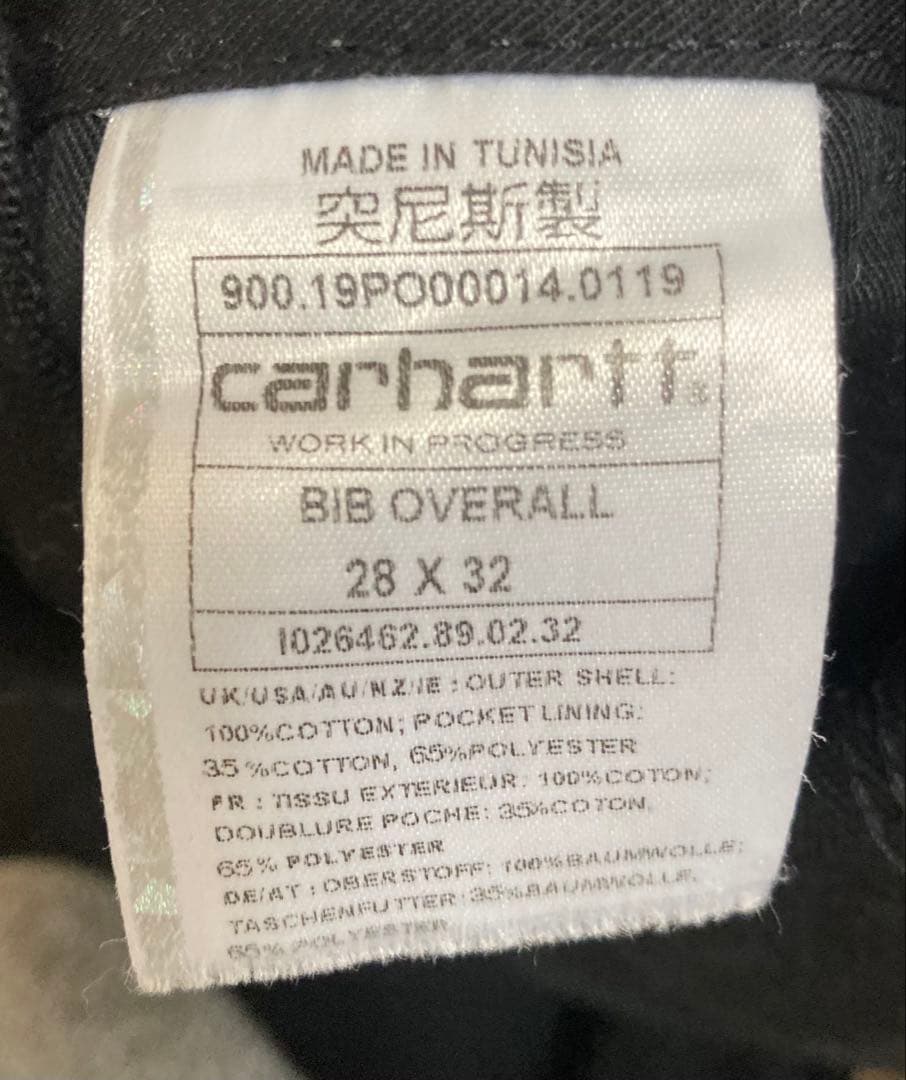 MADE IN TUNISIA
突尼斯製
900.19PO00014.0119
carhartt®
WORK IN PROGRESS
BIB OVERALL
28 X 32
I026462.89.02.32
UK/USA/AU/NZ/IE : OUTER SHELL:
100%COTTON; POCKET LINING:
35%COTTON, 65%POLYESTER
FR : TISSU EXTERIEUR: 100%COTON;
DOUBLURE POCHE: 35%COTON,
65% POLYESTER
DE/AT : OBERSTOFF: 100%BAUMWOLLE;
TASCHENFUTTER: 35%BAUMWOLLE,
65% POLYESTER